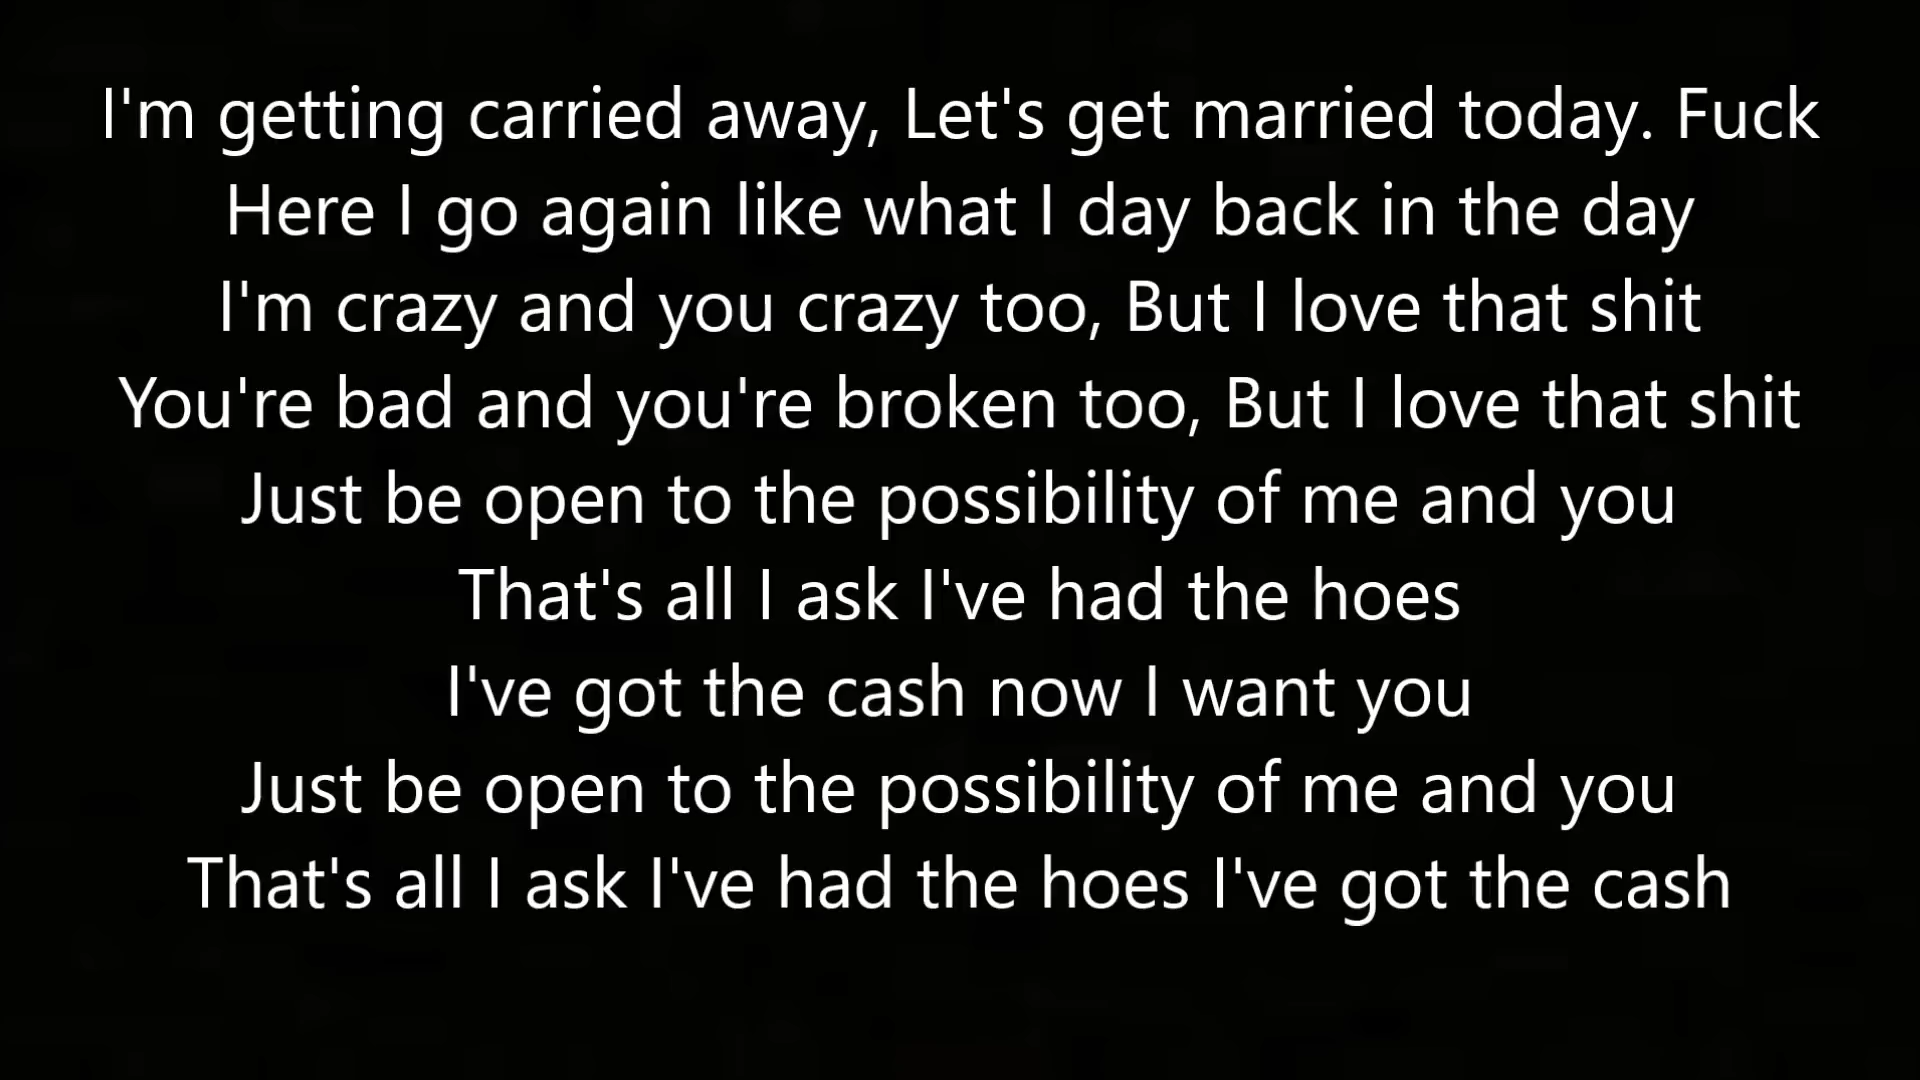 I'm getting carried away, Let's get married today. Fuck
Here I go again like what I day back in the day
I'm crazy and you crazy too, But I love that shit
You're bad and you're broken too, But I love that shit
Just be open to the possibility of me and you
That's all I ask I've had the hoes
I've got the cash now I want you
Just be open to the possibility of me and you
That's all I ask I've had the hoes I've got the cash